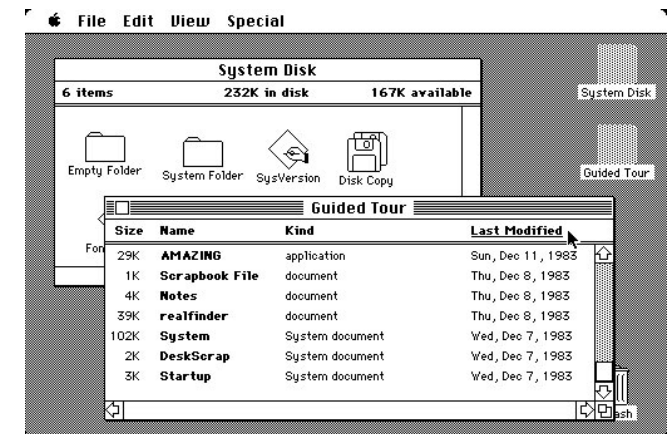 File Edit View Special
System Disk
6 items 232K in disk 167K available
System Disk
Empty Folder System Folder SysVersion Disk Copy
Guided Tour
Fon
Guided Tour
Size Name Kind Last Modified
29K AMAZING application Sun, Dec 11, 1983
1K Scrapbook File document Thu, Dec 8, 1983
4K Notes document Thu, Dec 8, 1983
39K realfinder document Thu, Dec 8, 1983
102K System System document Wed, Dec 7, 1983
2K DeskScrap System document Wed, Dec 7, 1983
3K Startup System document Wed, Dec 7, 1983
ash